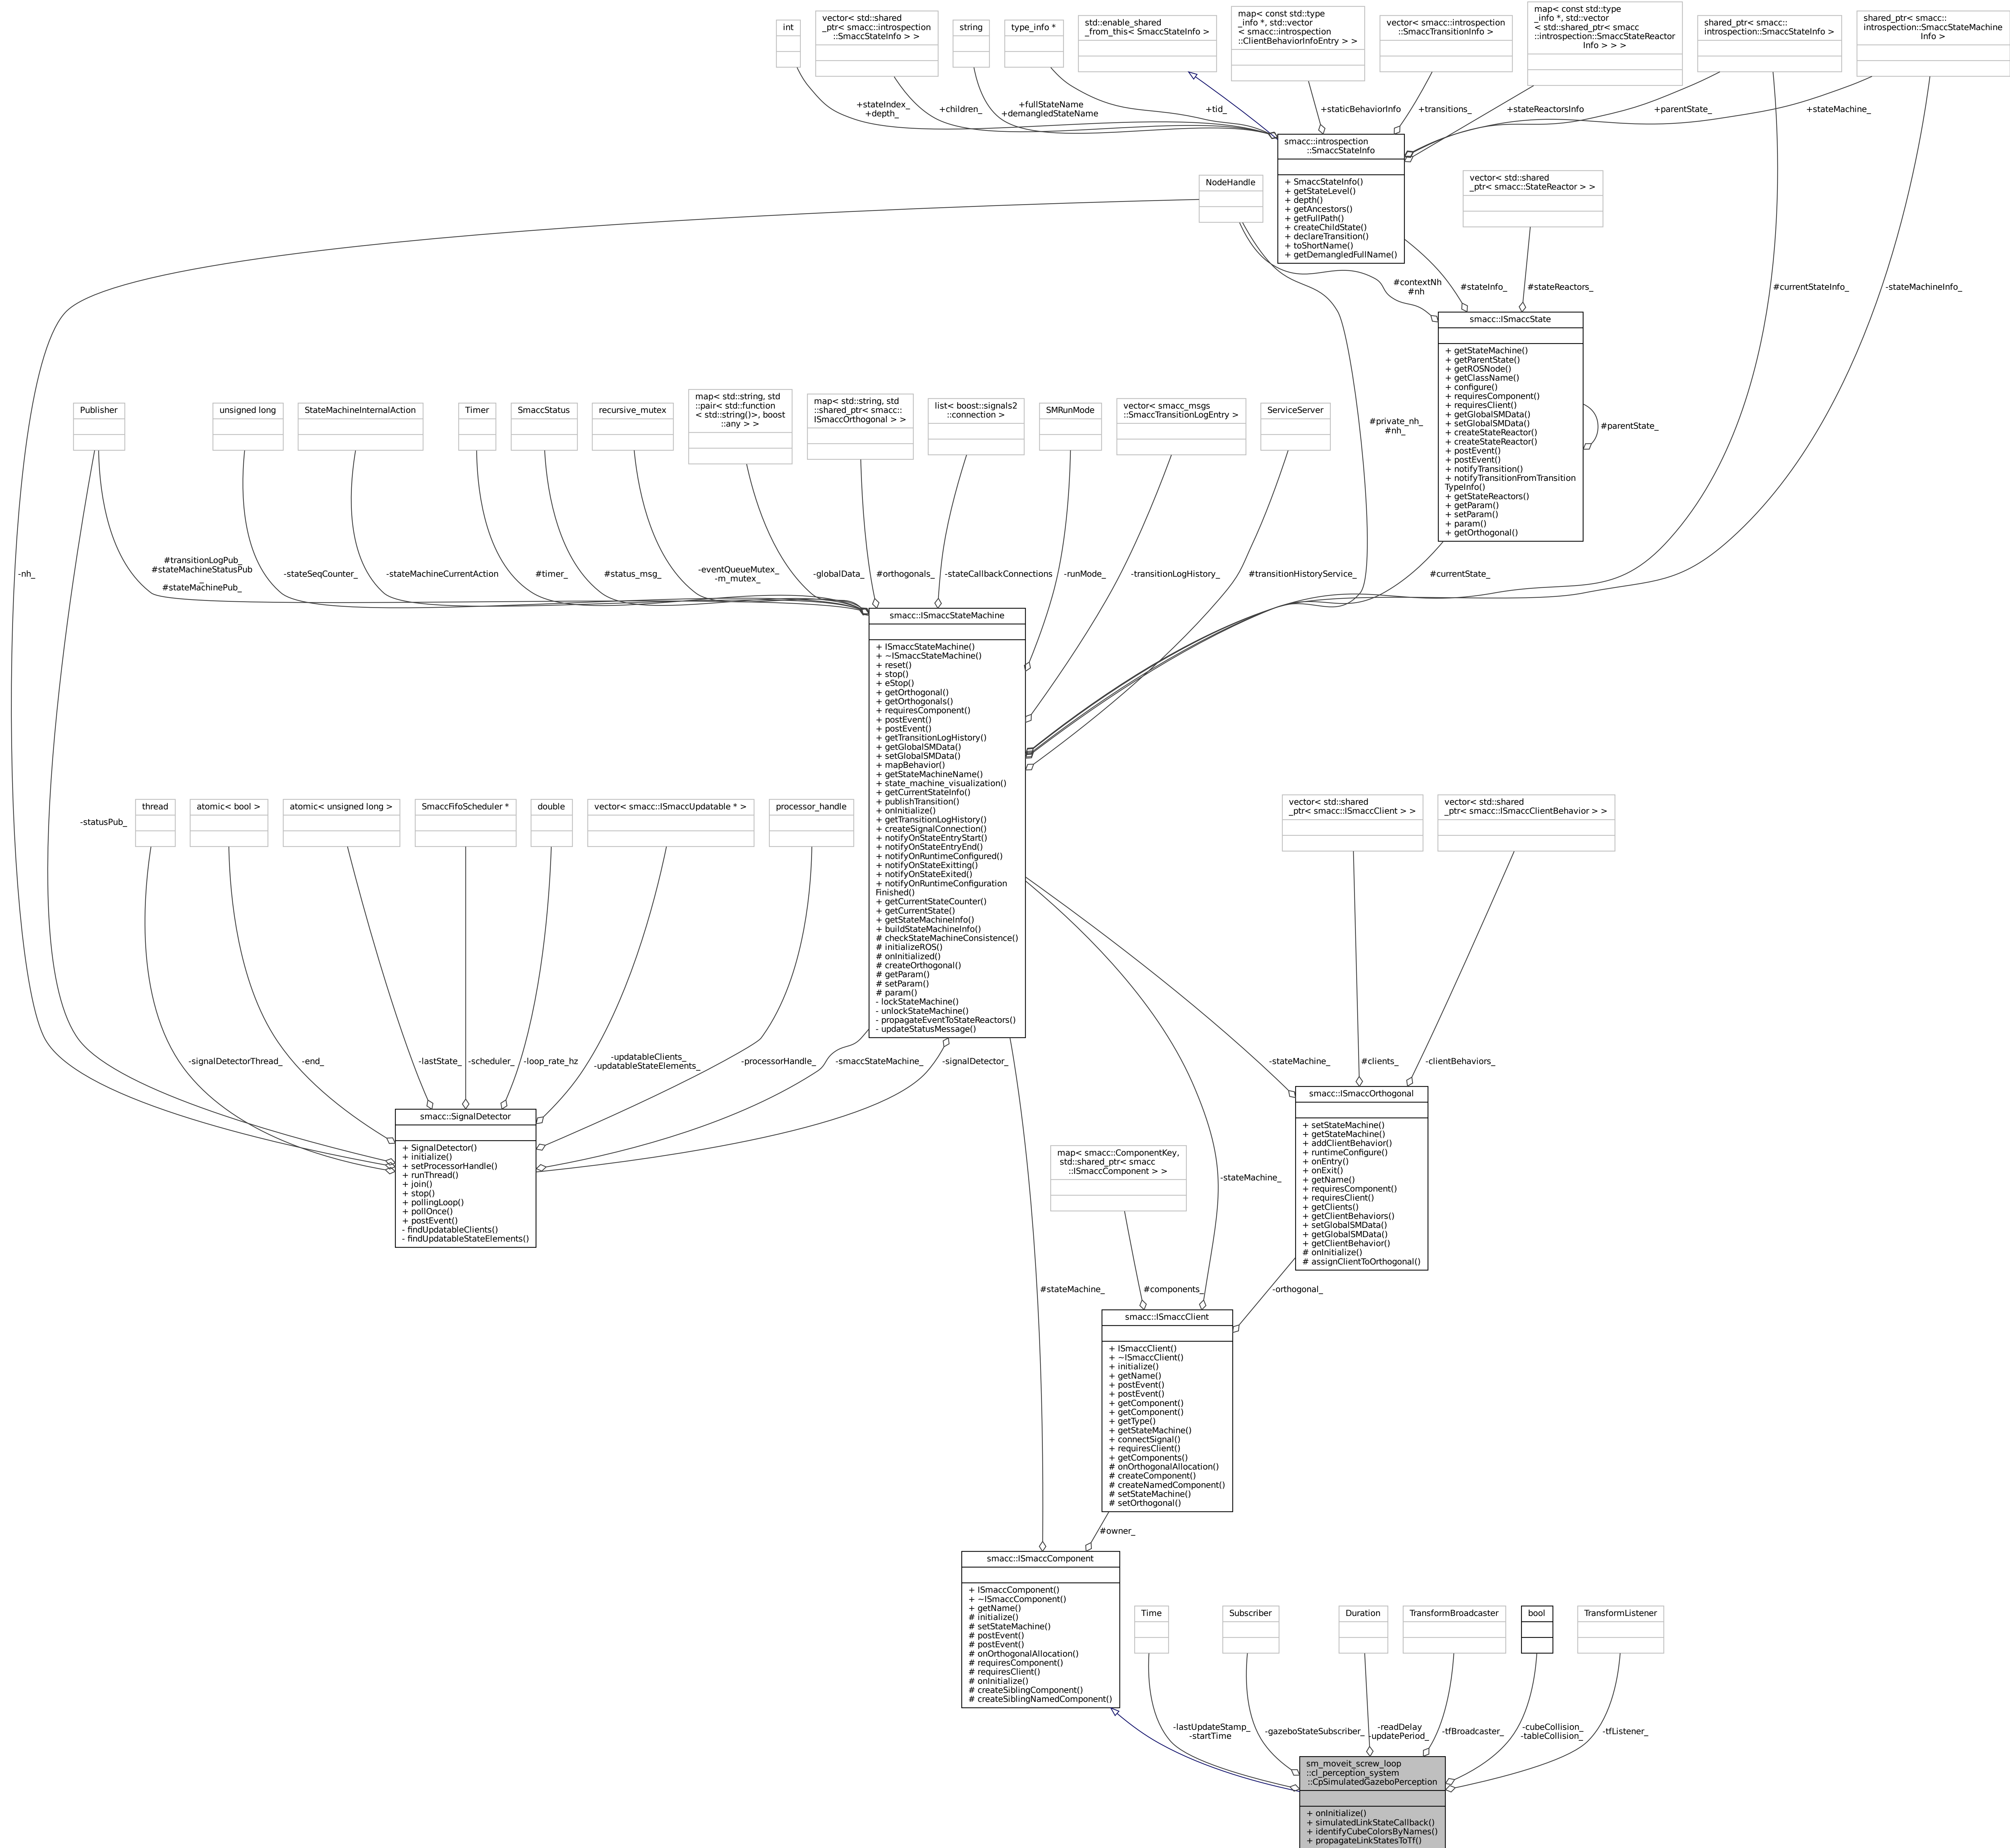 int
vector< std::shared
_ptr< smacc::introspection
::SmaccStateInfo > >
string
type_info *
std::enable_shared
_from_this< SmaccStateInfo >
map< const std::type
_info *, std::vector
< smacc::introspection
::ClientBehaviorInfoEntry > >
vector< smacc::introspection
::SmaccTransitionInfo >
map< const std::type
_info *, std::vector
< std::shared_ptr< smacc
::introspection::SmaccStateReactor
Info > > >
shared_ptr< smacc::
introspection::SmaccStateInfo >
shared_ptr< smacc::
introspection::SmaccStateMachine
Info >
+stateIndex_
+depth_
+children_
+fullStateName
+demangledStateName
+tid_
+staticBehaviorInfo
+transitions_
+stateReactorsInfo
+parentState_
+stateMachine_
smacc::introspection
::SmaccStateInfo
+ SmaccStateInfo()
+ getStateLevel()
+ depth()
+ getAncestors()
+ getFullPath()
+ createChildState()
+ declareTransition()
+ toShortName()
+ getDemangledFullName()
NodeHandle
vector< std::shared
_ptr< smacc::StateReactor > >
#contextNh
#nh
#stateInfo_
#stateReactors_
#currentStateInfo_
-stateMachineInfo_
smacc::ISmaccState
+ getStateMachine()
+ getParentState()
+ getROSNode()
+ getClassName()
+ configure()
+ requiresComponent()
+ requiresClient()
+ getGlobalSMData()
+ setGlobalSMData()
+ createStateReactor()
+ createStateReactor()
+ postEvent()
+ postEvent()
+ notifyTransition()
+ notifyTransitionFromTransition
TypeInfo()
+ getStateReactors()
+ getParam()
+ setParam()
+ param()
+ getOrthogonal()
#parentState_
Publisher
unsigned long
StateMachineInternalAction
Timer
SmaccStatus
recursive_mutex
map< std::string, std
::pair< std::function
< std::string()>, boost
::any > >
map< std::string, std
::shared_ptr< smacc::
ISmaccOrthogonal > >
list< boost::signals2
::connection >
SMRunMode
vector< smacc_msgs
::SmaccTransitionLogEntry >
ServiceServer
#private_nh_
#nh_
-nh_
#transitionLogPub_
#stateMachineStatusPub
_
#stateMachinePub_
-stateSeqCounter_
-stateMachineCurrentAction
#timer_
#status_msg_
-eventQueueMutex_
-m_mutex_
-globalData_
#orthogonals_
-stateCallbackConnections
-runMode_
-transitionLogHistory_
#transitionHistoryService_
#currentState_
smacc::ISmaccStateMachine
+ ISmaccStateMachine()
+ ~ISmaccStateMachine()
+ reset()
+ stop()
+ eStop()
+ getOrthogonal()
+ getOrthogonals()
+ requiresComponent()
+ postEvent()
+ postEvent()
+ getTransitionLogHistory()
+ getGlobalSMData()
+ setGlobalSMData()
+ mapBehavior()
+ getStateMachineName()
+ state_machine_visualization()
+ getCurrentStateInfo()
+ publishTransition()
+ onInitialize()
+ getTransitionLogHistory()
+ createSignalConnection()
+ notifyOnStateEntryStart()
+ notifyOnStateEntryEnd()
+ notifyOnRuntimeConfigured()
+ notifyOnStateExitting()
+ notifyOnStateExited()
+ notifyOnRuntimeConfiguration
Finished()
+ getCurrentStateCounter()
+ getCurrentState()
+ getStateMachineInfo()
+ buildStateMachineInfo()
# checkStateMachineConsistence()
# initializeROS()
# onInitialized()
# createOrthogonal()
# getParam()
# setParam()
# param()
- lockStateMachine()
- unlockStateMachine()
- propagateEventToStateReactors()
- updateStatusMessage()
-statusPub_
thread
atomic< bool >
atomic< unsigned long >
SmaccFifoScheduler *
double
vector< smacc::ISmaccUpdatable * >
processor_handle
vector< std::shared
_ptr< smacc::ISmaccClient > >
vector< std::shared
_ptr< smacc::ISmaccClientBehavior > >
-signalDetectorThread_
-end_
-lastState_
-scheduler_
-loop_rate_hz
-updatableClients_
-updatableStateElements_
-processorHandle_
-smaccStateMachine_
-signalDetector_
-stateMachine_
#clients_
-clientBehaviors_
smacc::SignalDetector
+ SignalDetector()
+ initialize()
+ setProcessorHandle()
+ runThread()
+ join()
+ stop()
+ pollingLoop()
+ pollOnce()
+ postEvent()
- findUpdatableClients()
- findUpdatableStateElements()
smacc::ISmaccOrthogonal
+ setStateMachine()
+ getStateMachine()
+ addClientBehavior()
+ runtimeConfigure()
+ onEntry()
+ onExit()
+ getName()
+ requiresComponent()
+ requiresClient()
+ getClients()
+ getClientBehaviors()
+ setGlobalSMData()
+ getGlobalSMData()
+ getClientBehavior()
# onInitialize()
# assignClientToOrthogonal()
map< smacc::ComponentKey,
std::shared_ptr< smacc
::ISmaccComponent > >
-stateMachine_
#stateMachine_
#components_
-orthogonal_
smacc::ISmaccClient
+ ISmaccClient()
+ ~ISmaccClient()
+ initialize()
+ getName()
+ postEvent()
+ postEvent()
+ getComponent()
+ getComponent()
+ getType()
+ getStateMachine()
+ connectSignal()
+ requiresClient()
+ getComponents()
# onOrthogonalAllocation()
# createComponent()
# createNamedComponent()
# setStateMachine()
# setOrthogonal()
#owner_
smacc::ISmaccComponent
+ ISmaccComponent()
+ ~ISmaccComponent()
+ getName()
# initialize()
# setStateMachine()
# postEvent()
# postEvent()
# onOrthogonalAllocation()
# requiresComponent()
# requiresClient()
# onInitialize()
# createSiblingComponent()
# createSiblingNamedComponent()
Time
Subscriber
Duration
TransformBroadcaster
bool
TransformListener
-lastUpdateStamp_
-startTime
-gazeboStateSubscriber_
-readDelay
-updatePeriod_
-tfBroadcaster_
-cubeCollision_
-tableCollision_
-tfListener_
sm_moveit_screw_loop
::cl_perception_system
::CpSimulatedGazeboPerception
+ onInitialize()
+ simulatedLinkStateCallback()
+ identifyCubeColorsByNames()
+ propagateLinkStatesToTf()